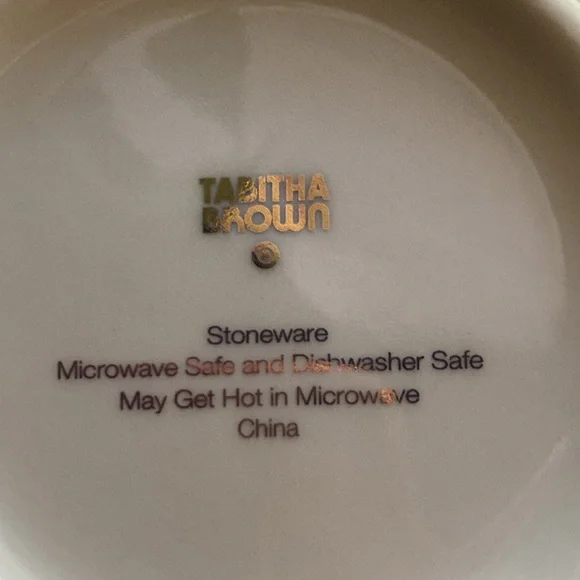 TABITHA
BROWN
Stoneware
Microwave Safe and Dishwasher Safe
May Get Hot in Microwave
China